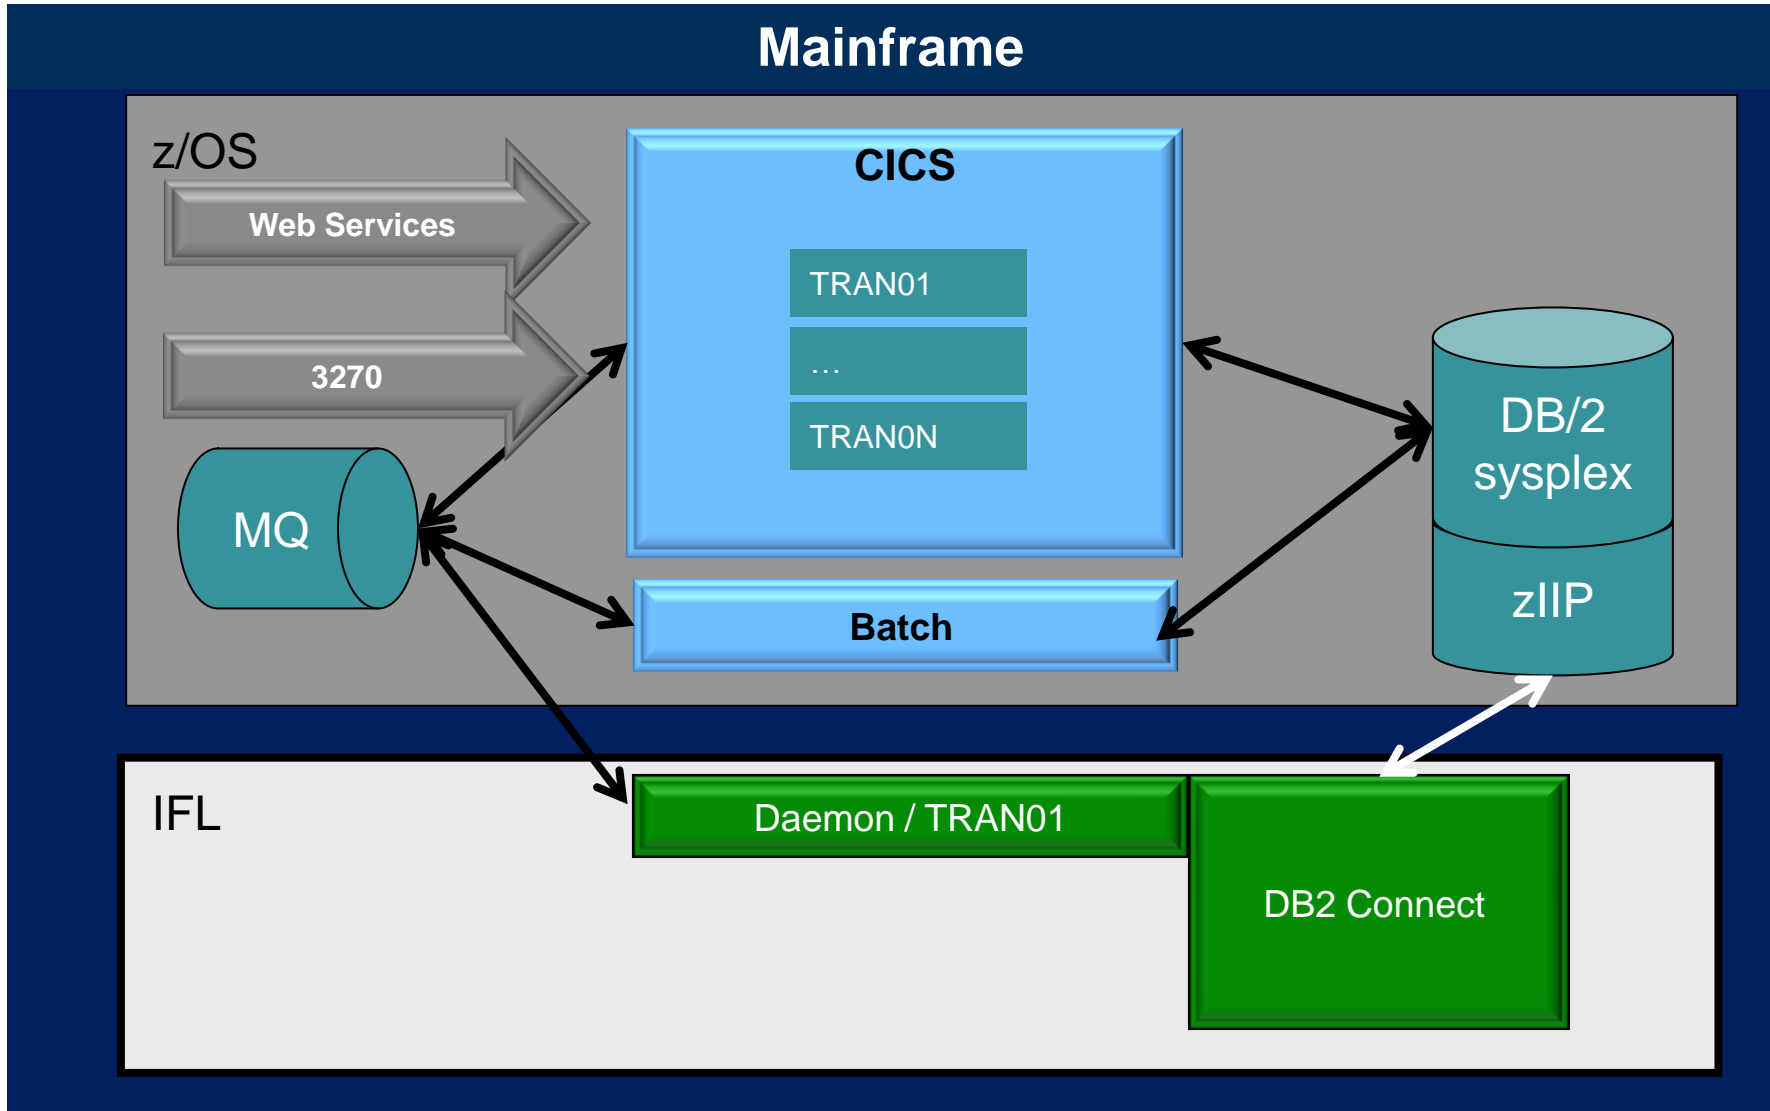 Mainframe
z/OS
Web Services
3270
MQ
CICS
TRAN01
...
TRAN0N
Batch
DB/2
sysplex
zIIP
IFL
Daemon / TRAN01
DB2 Connect